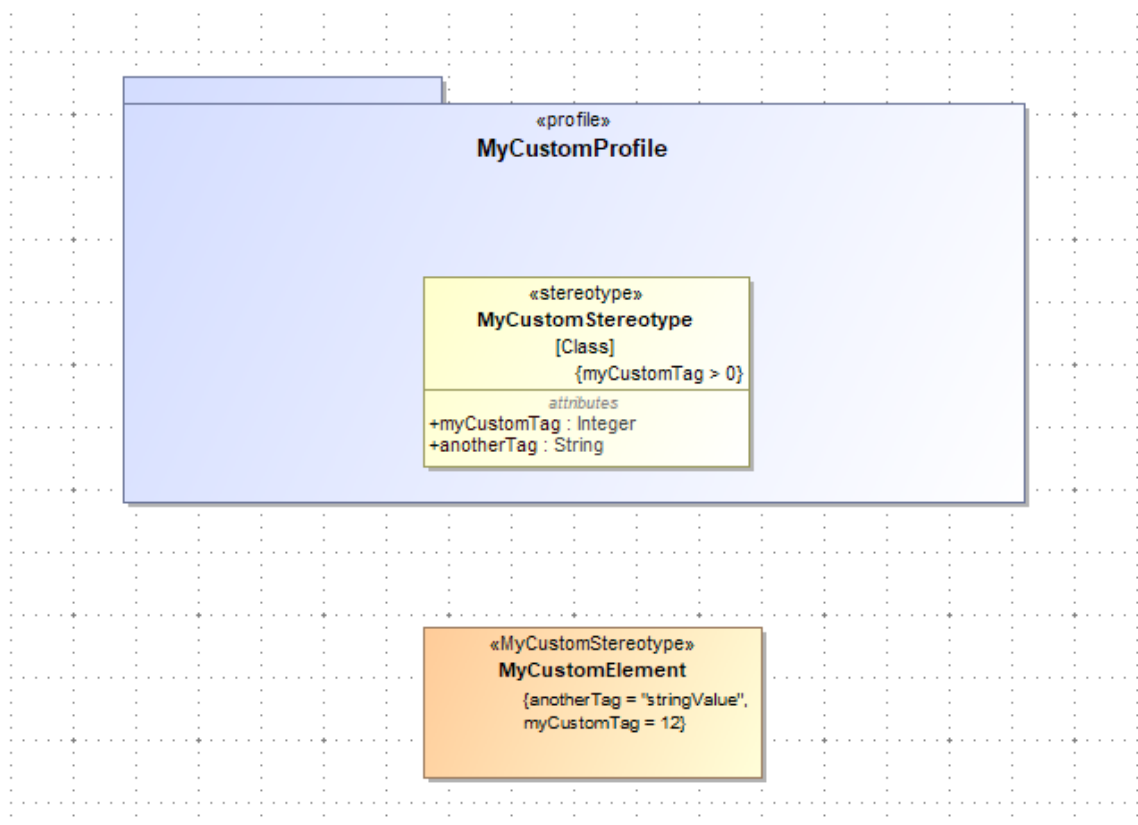 «profile»
MyCustomProfile
«stereotype»
MyCustomStereotype
[Class]
{myCustomTag > 0}
attributes
+myCustomTag : Integer
+anotherTag : String
«MyCustomStereotype»
MyCustomElement
{anotherTag = "stringValue",
myCustomTag = 12}